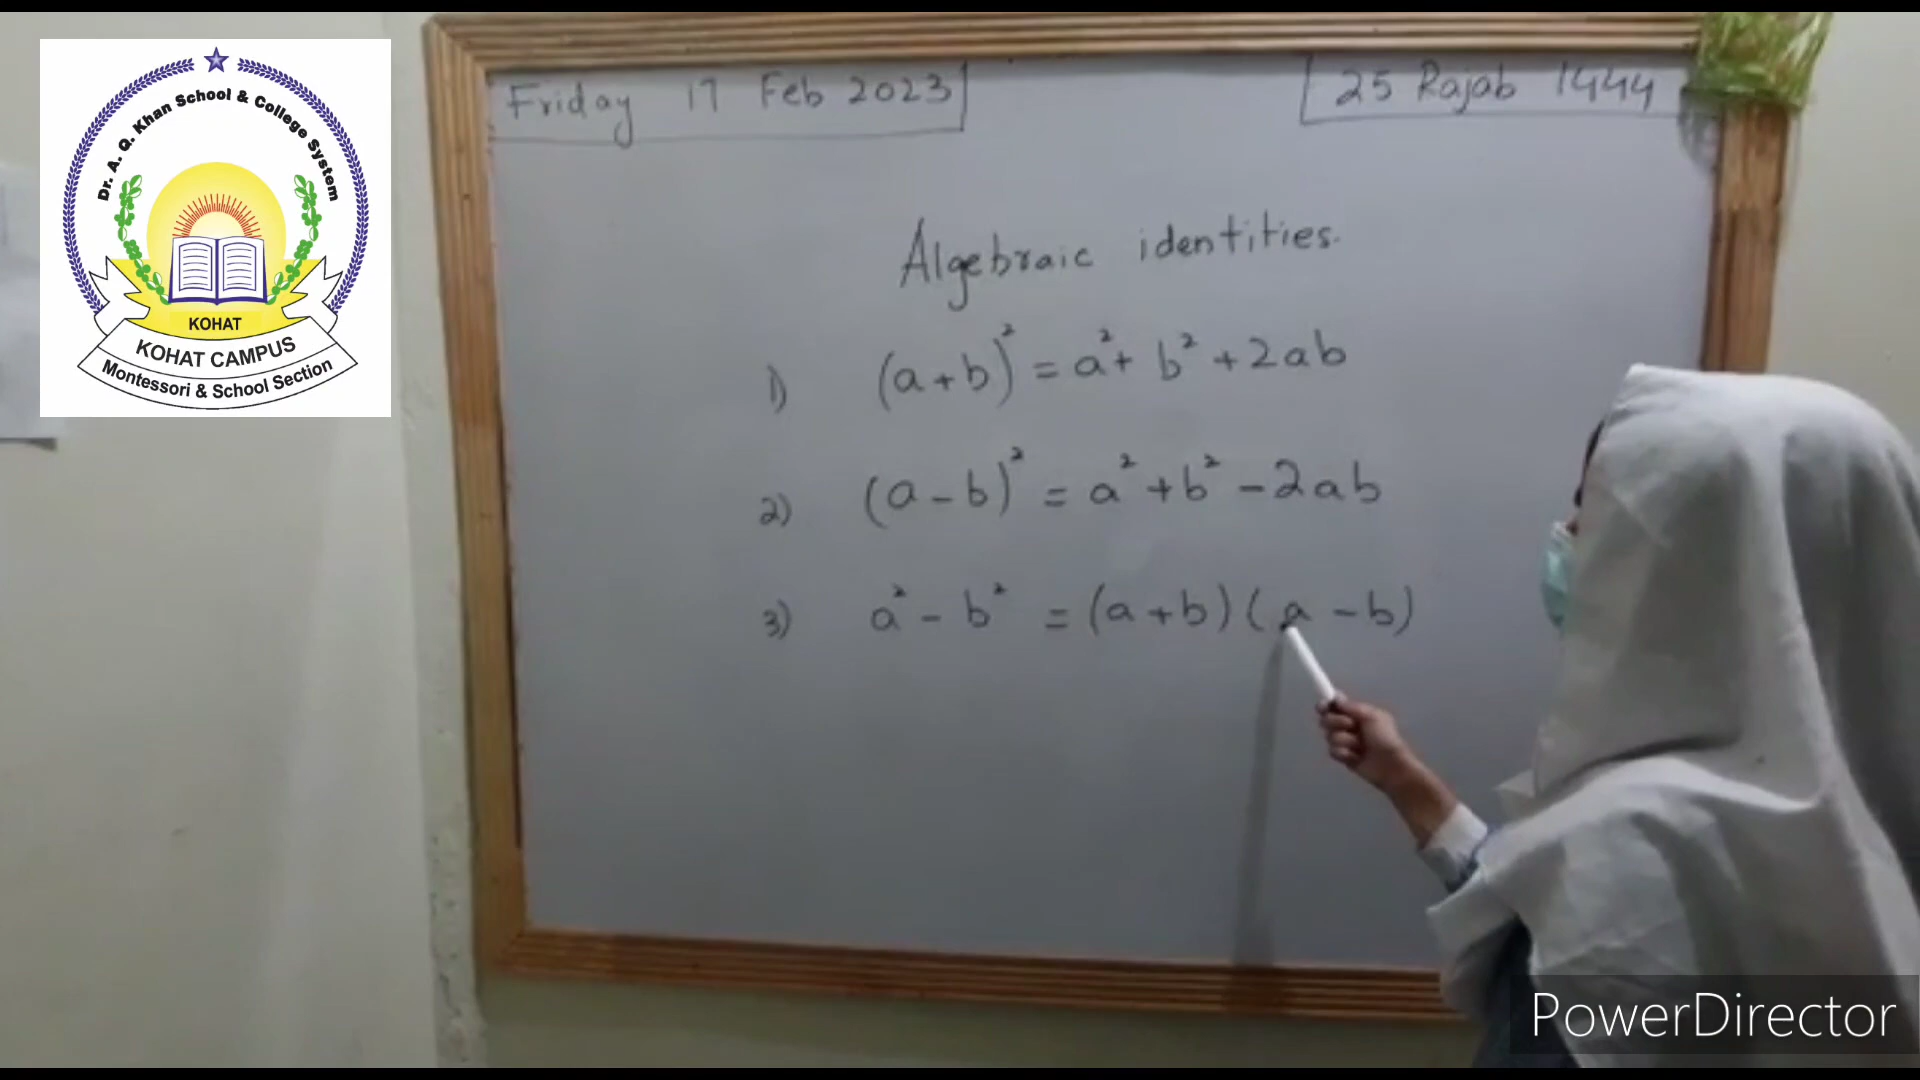 Dr. A. Q. Khan School & College System
KOHAT
KOHAT CAMPUS
Montessori & School Section
Friday 17 Feb 2023
25 Rajab 1444
Algebraic identities.
1) (a+b)² = a² + b² + 2ab
2) (a-b)² = a² + b² - 2ab
3) a² - b² = (a+b)(a-b)
PowerDirector